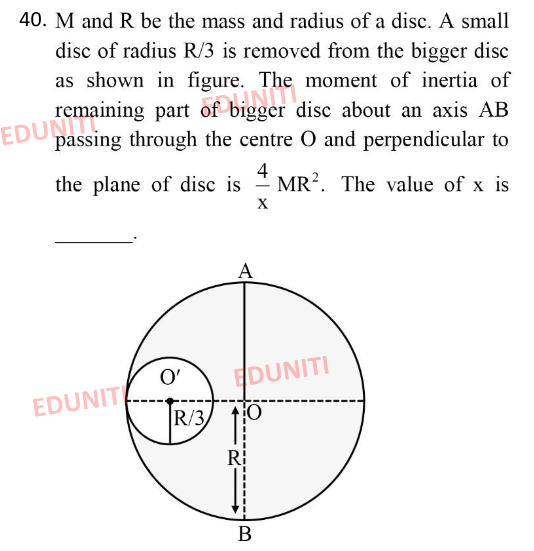 40. M and R be the mass and radius of a disc. A small
disc of radius R/3 is removed from the bigger disc
as shown in figure. The moment of inertia of
remaining part of bigger disc about an axis AB
passing through the centre O and perpendicular to
the plane of disc is 4/x MR². The value of x is
_______.
EDUNITI
EDUNITI
A
O'
EDUNITI
EDUNITI
R/3
O
R
B